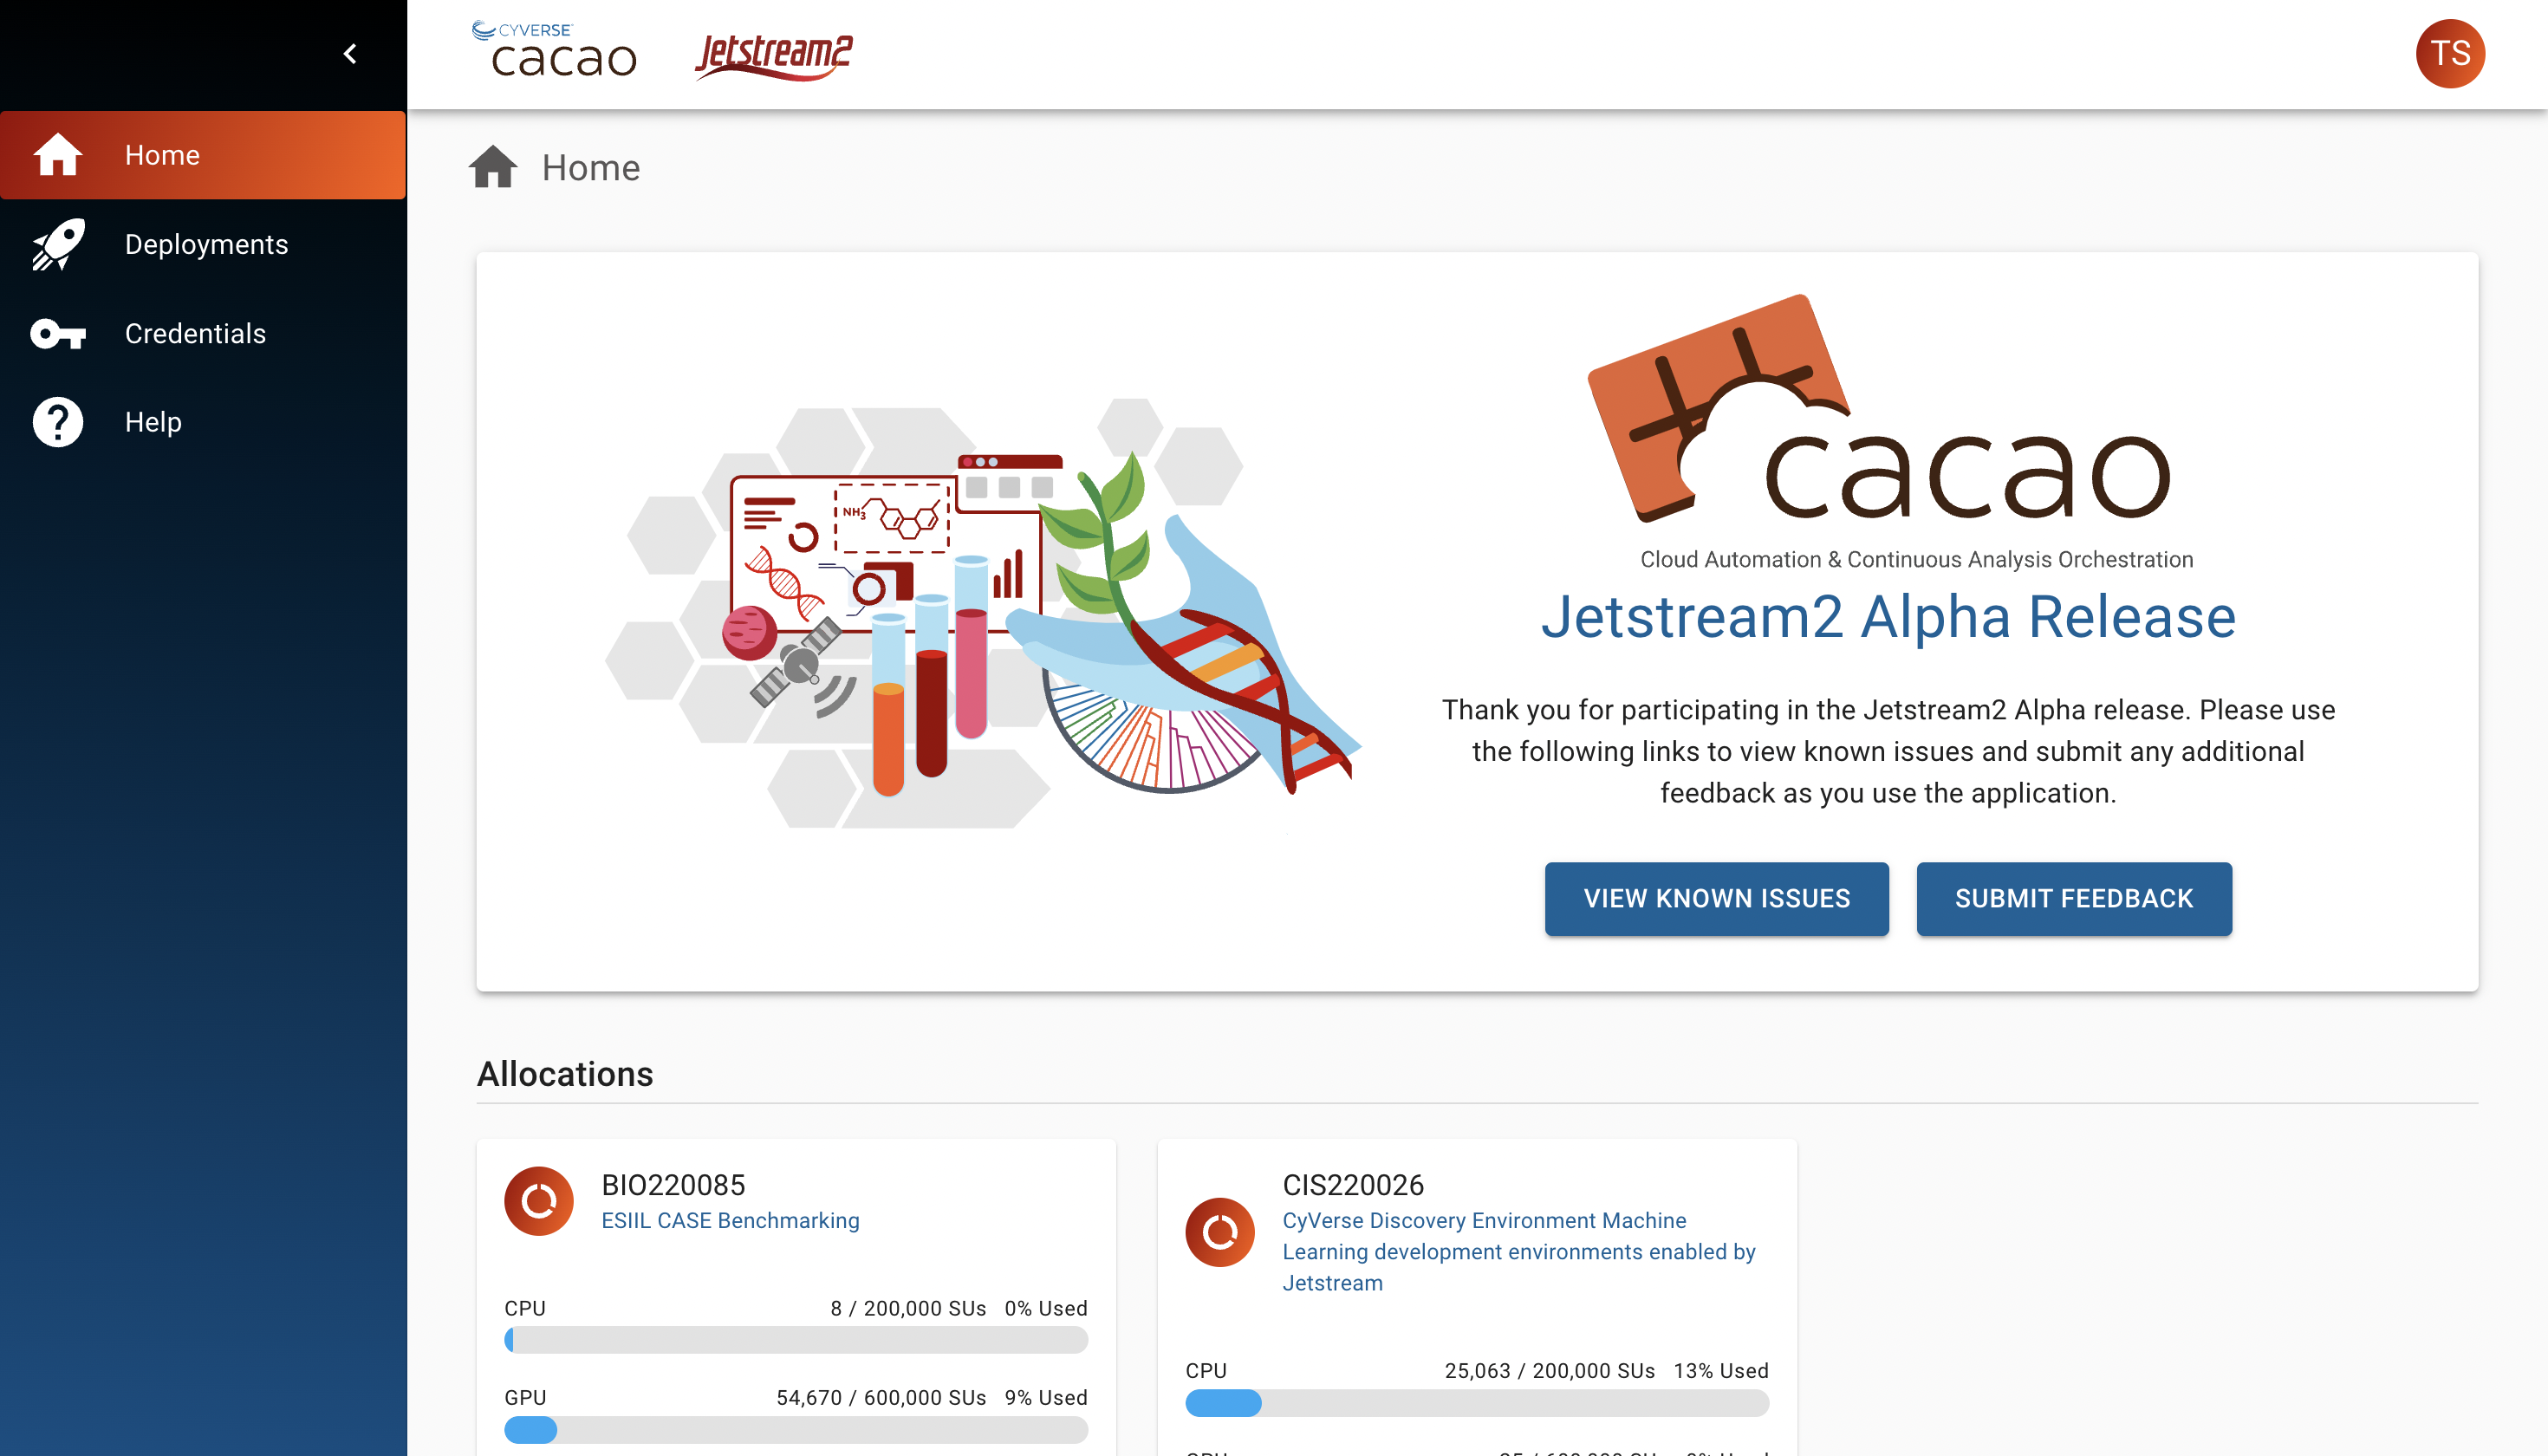 CYVERSE
cacao
Jetstream2
TS
Home
Deployments
Credentials
Help
Home
NH3
cacao
Cloud Automation & Continuous Analysis Orchestration
Jetstream2 Alpha Release
Thank you for participating in the Jetstream2 Alpha release. Please use
the following links to view known issues and submit any additional
feedback as you use the application.
VIEW KNOWN ISSUES
SUBMIT FEEDBACK
Allocations
BIO220085
ESIIL CASE Benchmarking
CPU 8 / 200,000 SUs 0% Used
GPU 54,670 / 600,000 SUs 9% Used
CIS220026
CyVerse Discovery Environment Machine
Learning development environments enabled by
Jetstream
CPU 25,063 / 200,000 SUs 13% Used